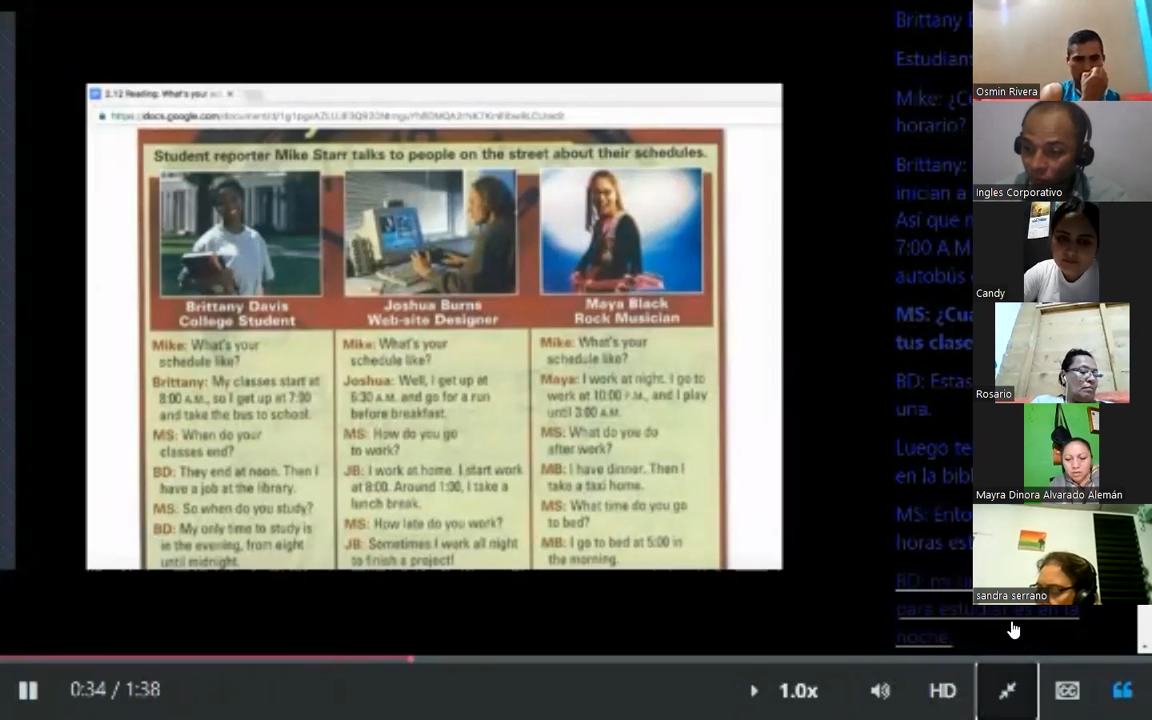 2.12 Reading: What's your
Student reporter Mike Starr talks to people on the street about their schedules.
Brittany Davis
College Student
Mike: What's your
schedule like?
Brittany: My classes start at
8:00 A.M., so I get up at 7:00
and take the bus to school.
MS: When do your
classes end?
BD: They end at noon. Then I
have a job at the library.
MS: So when do you study?
BD: My only time to study is
in the evening, from eight
until midnight.
Joshua Burns
Web-site Designer
Mike: What's your
schedule like?
Joshua: Well, I get up at
6:30 A.M. and go for a run
before breakfast.
MS: How do you go
to work?
JB: I work at home. I start work
at 8:00. Around 1:00, I take a
lunch break.
MS: How late do you work?
JB: Sometimes I work all night
to finish a project!
Maya Black
Rock Musician
Mike: What's your
schedule like?
Maya: I work at night. I go to
work at 10:00 P.M., and I play
until 3:00 A.M.
MS: What do you do
after work?
MB: I have dinner. Then I
take a taxi home.
MS: What time do you go
to bed?
MB: I go to bed at 5:00 in
the morning.
Brittany
Estudiant
Mike:
horario?
Brittany:
inician a
Así que
7:00 A.M
autobús
MS:
tus clase
BD: Estas
una.
Luego
en la
MS:
horas
BD:
para estudiar es en la
noche.
Osmin Rivera
Ingles Corporativo
Candy
Rosario
Mayra Dinora Alvarado Alemán
sandra serrano
0:34 / 1:38
1.0x
HD
CC